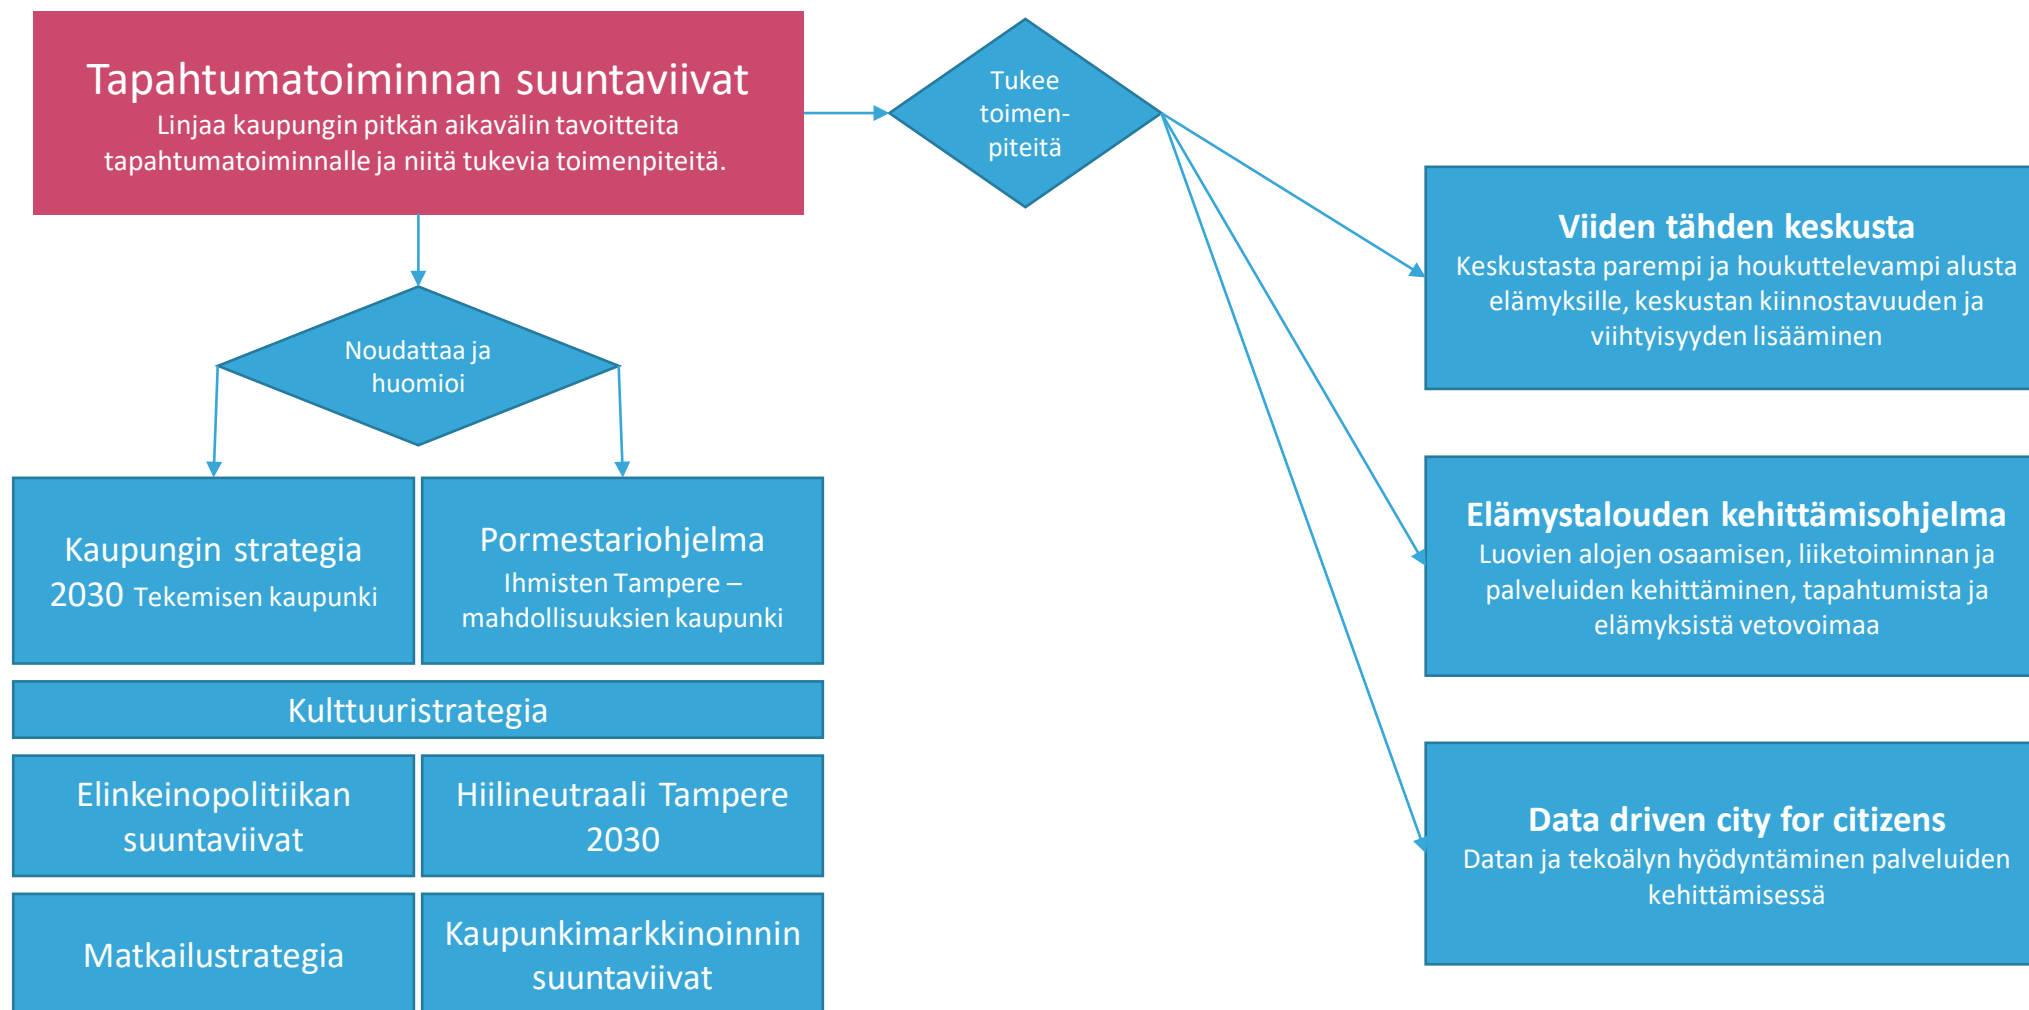 Tapahtumatoiminnan suuntaviivat
Linjaa kaupungin pitkän aikavälin tavoitteita
tapahtumatoiminnalle ja niitä tukevia toimenpiteitä.
Tukee
toimen-
piteitä
Noudattaa ja
huomioi
Kaupungin strategia
2030 Tekemisen kaupunki
Pormestariohjelma
Ihmisten Tampere –
mahdollisuuksien kaupunki
Kulttuuristrategia
Elinkeinopolitiikan
suuntaviivat
Hiilineutraali Tampere
2030
Matkailustrategia
Kaupunkimarkkinoinnin
suuntaviivat
Viiden tähden keskusta
Keskustasta parempi ja houkuttelevampi alusta
elämyksille, keskustan kiinnostavuuden ja
viihtyisyyden lisääminen
Elämystalouden kehittämisohjelma
Luovien alojen osaamisen, liiketoiminnan ja
palveluiden kehittäminen, tapahtumista ja
elämyksistä vetovoimaa
Data driven city for citizens
Datan ja tekoälyn hyödyntäminen palveluiden
kehittämisessä